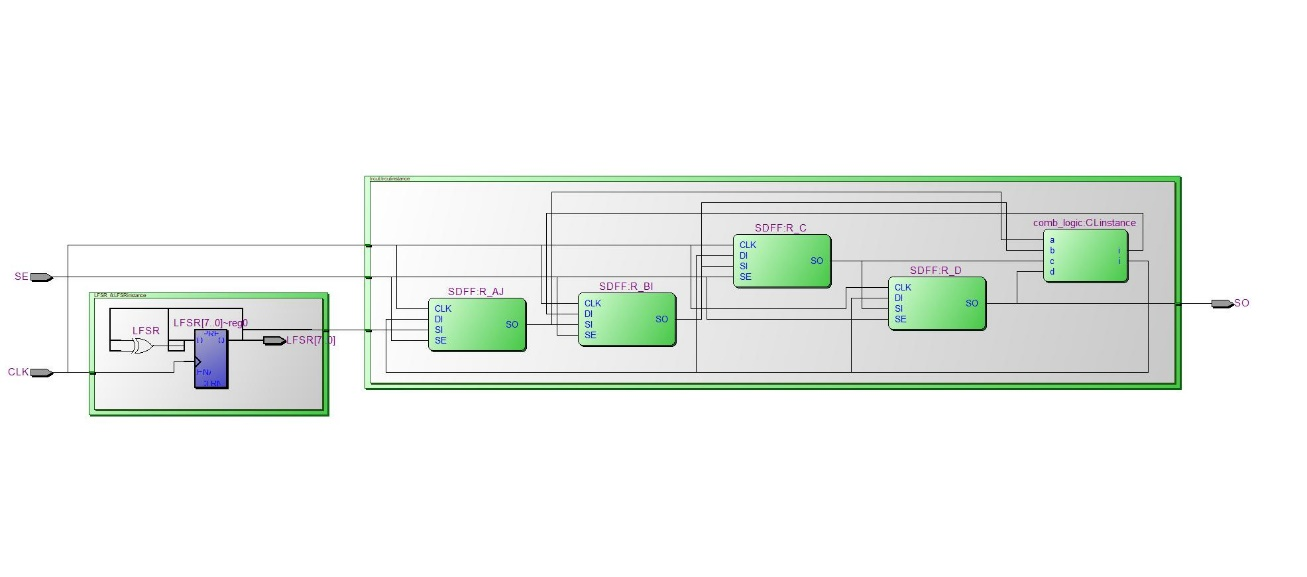 SE
CLK
LFSR
LFSR[7..0]~reg0
D
Q
LFSR[7..0]
SDFF:R_AJ
CLK
DI
SI
SE
SO
SDFF:R_BI
CLK
DI
SI
SE
SO
SDFF:R_C
CLK
DI
SI
SE
SO
SDFF:R_D
CLK
DI
SI
SE
SO
comb_logic:CLinstance
a
b
c
d
i
SO